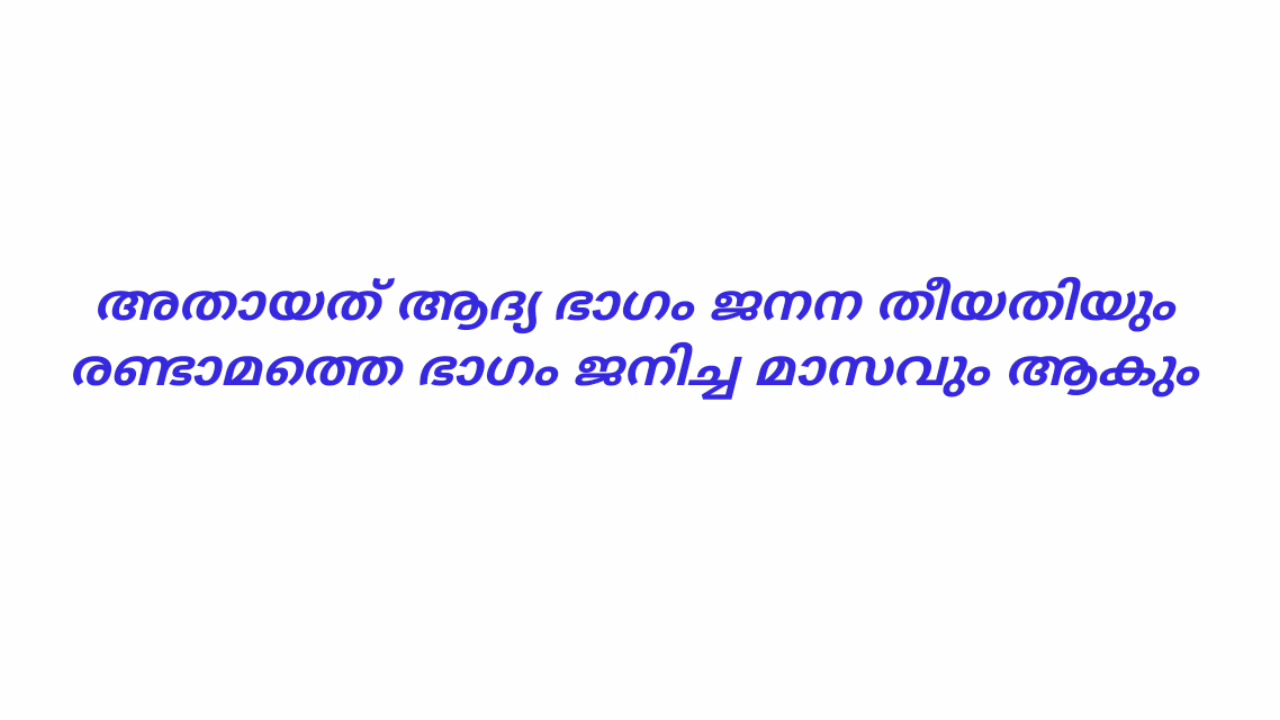 അതായത് ആദ്യ ഭാഗം ജനന തീയതിയും
രണ്ടാമത്തെ ഭാഗം ജനിച്ച മാസവും ആകും